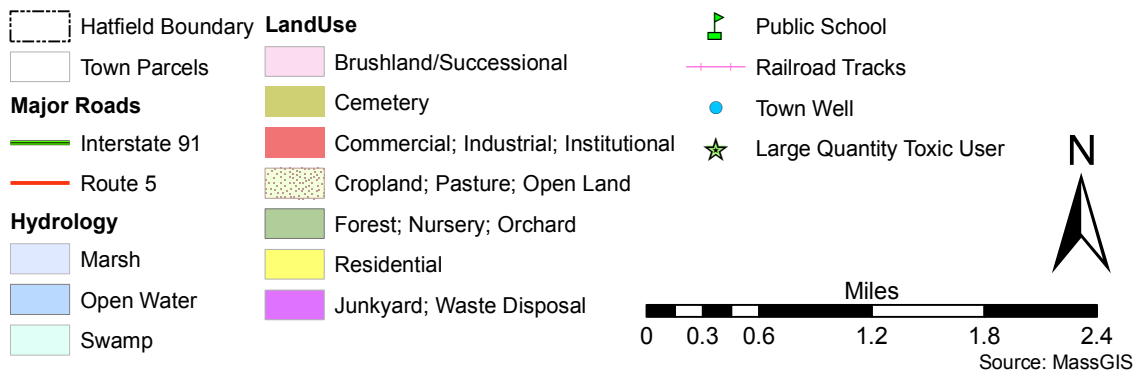 Hatfield Boundary
Town Parcels
Major Roads
Interstate 91
Route 5
Hydrology
Marsh
Open Water
Swamp
LandUse
Brushland/Successional
Cemetery
Commercial; Industrial; Institutional
Cropland; Pasture; Open Land
Forest; Nursery; Orchard
Residential
Junkyard; Waste Disposal
Public School
Railroad Tracks
Town Well
Large Quantity Toxic User
N
Miles
0 0.3 0.6 1.2 1.8 2.4
Source: MassGIS